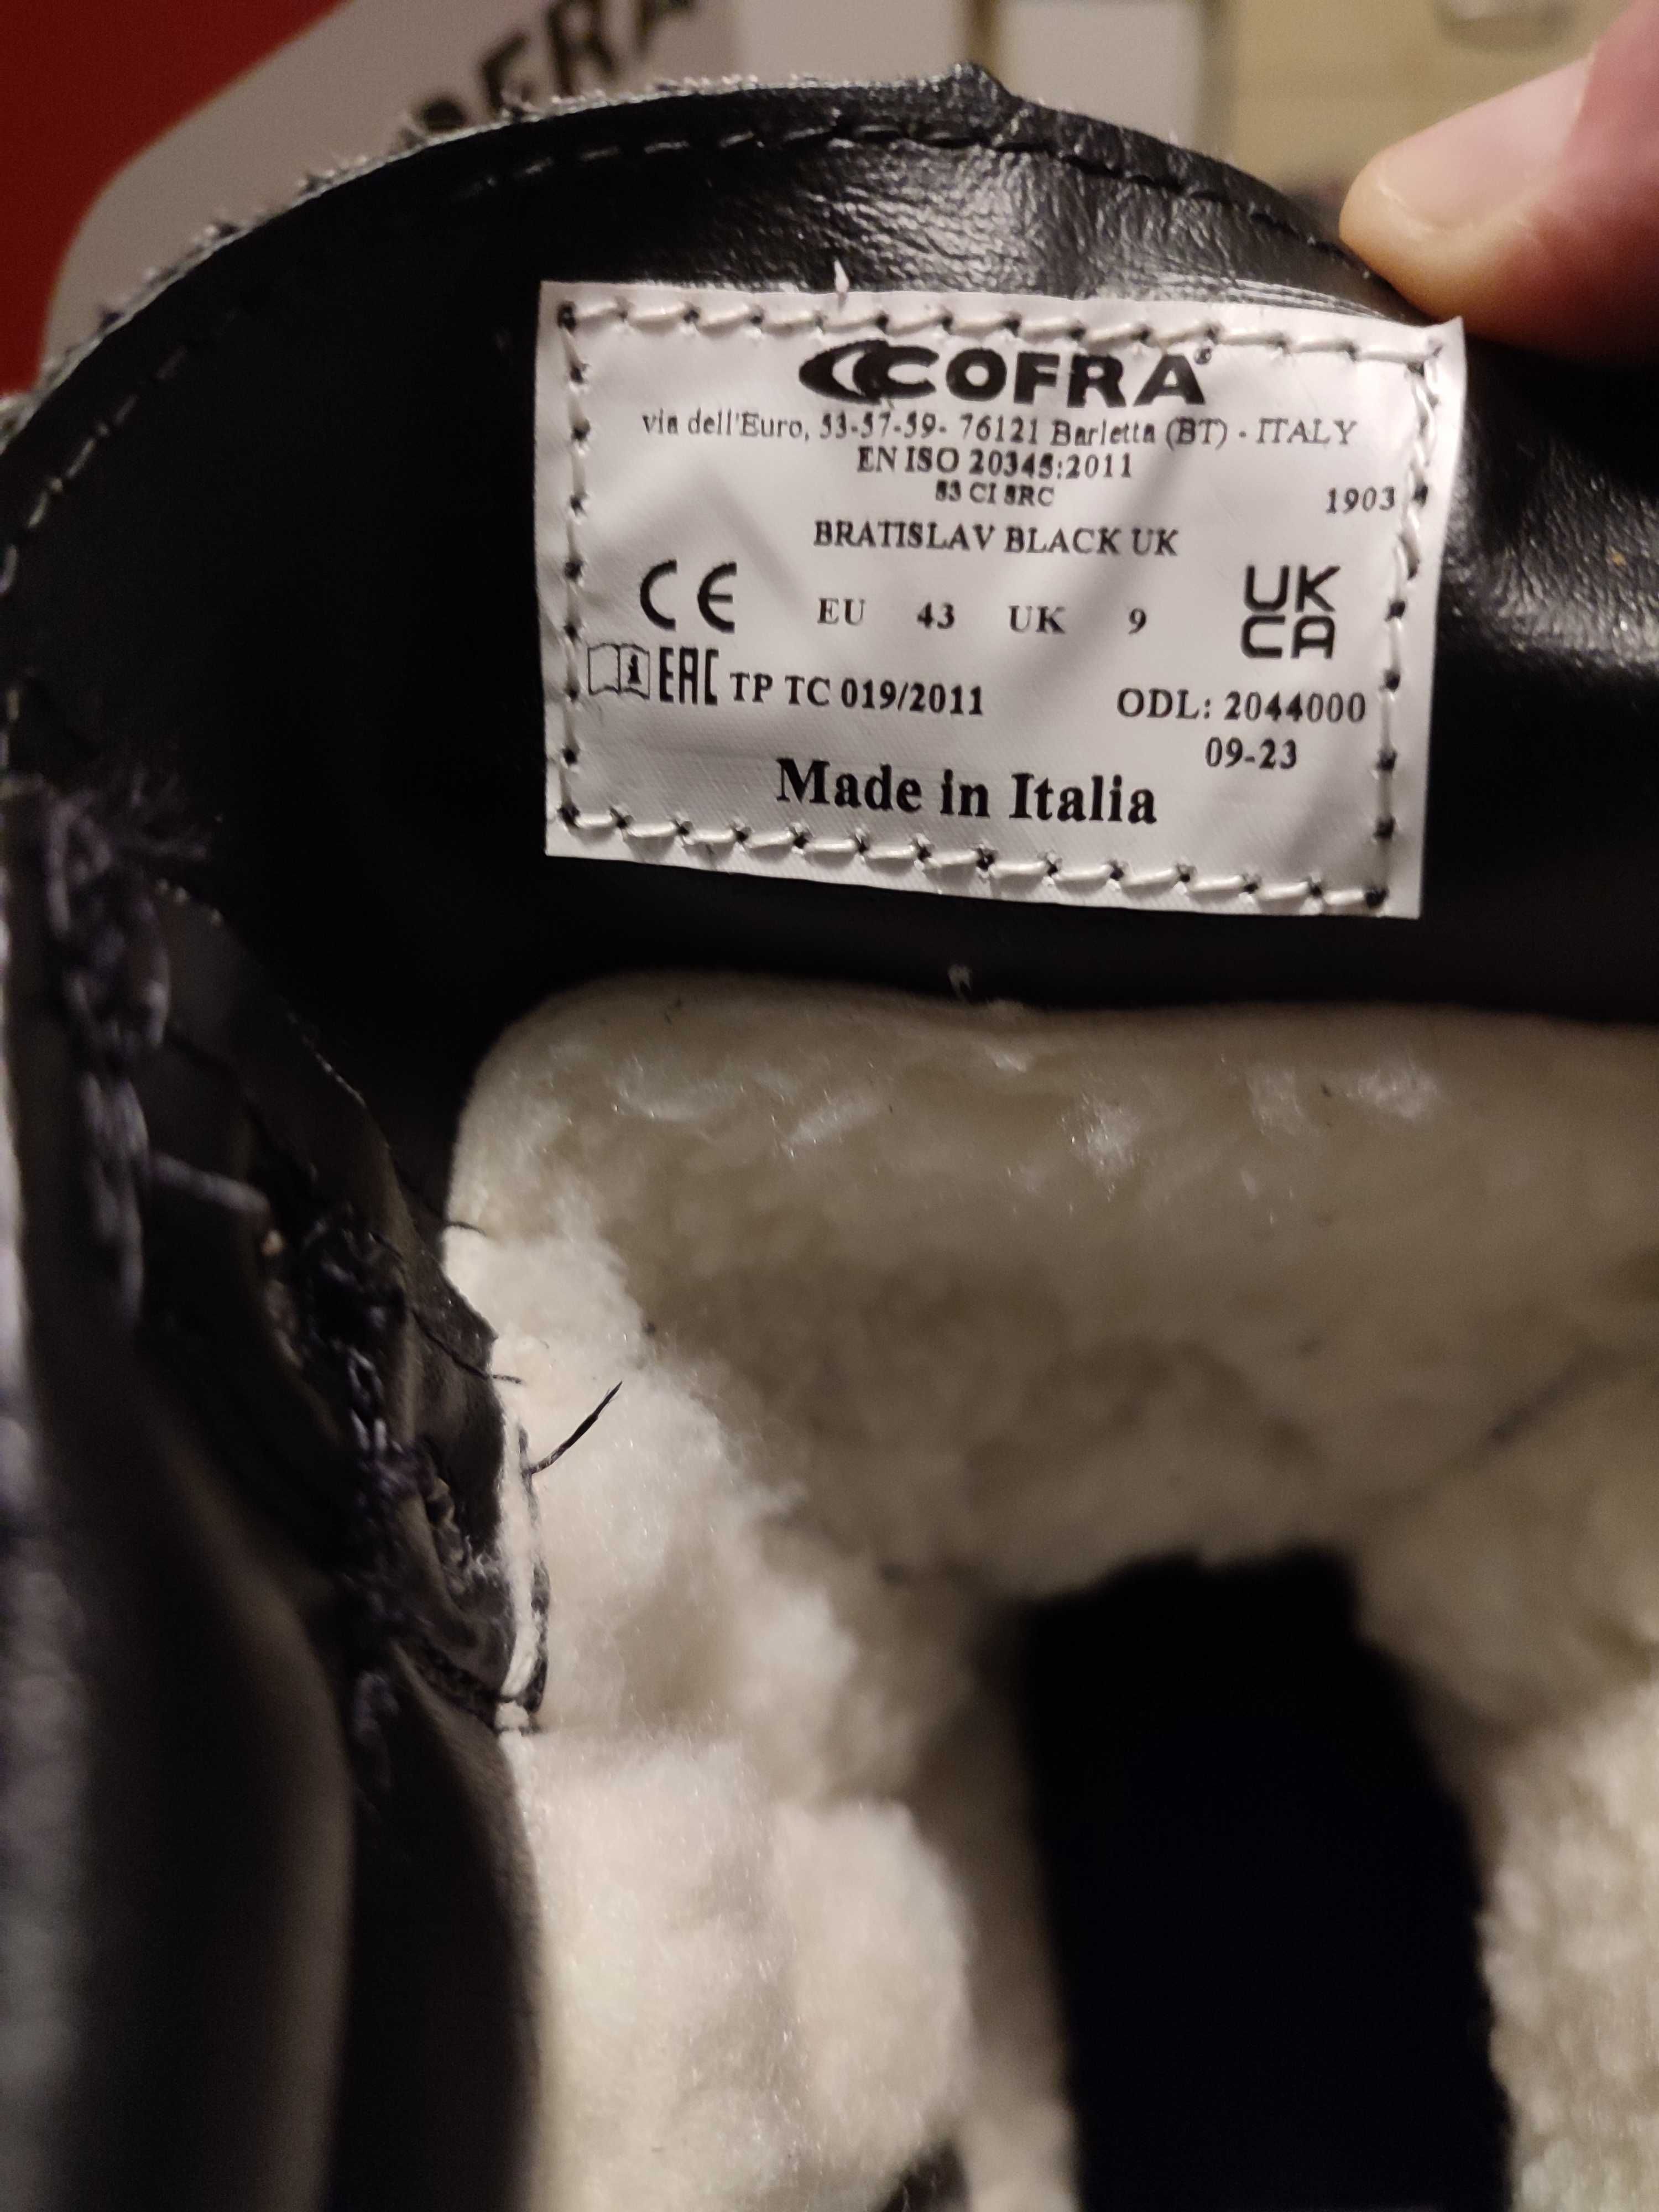 COFRA®
via dell'Euro, 53-57-59- 76121 Barletta (BT) - ITALY
EN ISO 20345:2011
S3 CI SRC
1903
BRATISLAV BLACK UK
CE EU 43 UK 9 UK CA
EAC TP TC 019/2011 ODL: 2044000
09-23
Made in Italia